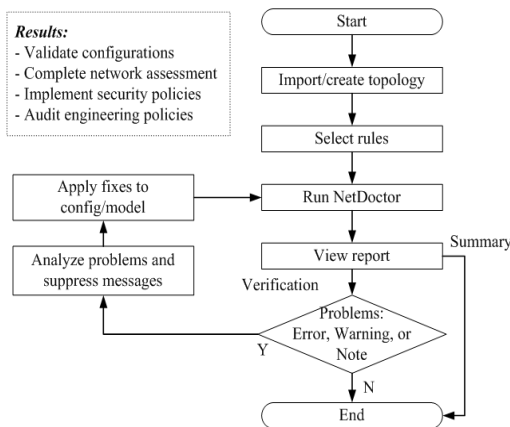 Results:
- Validate configurations
- Complete network assessment
- Implement security policies
- Audit engineering policies
Start
Import/create topology
Select rules
Run NetDoctor
Apply fixes to
config/model
View report
Summary
Analyze problems and
suppress messages
Verification
Problems:
Error, Warning, or
Note
Y
N
End